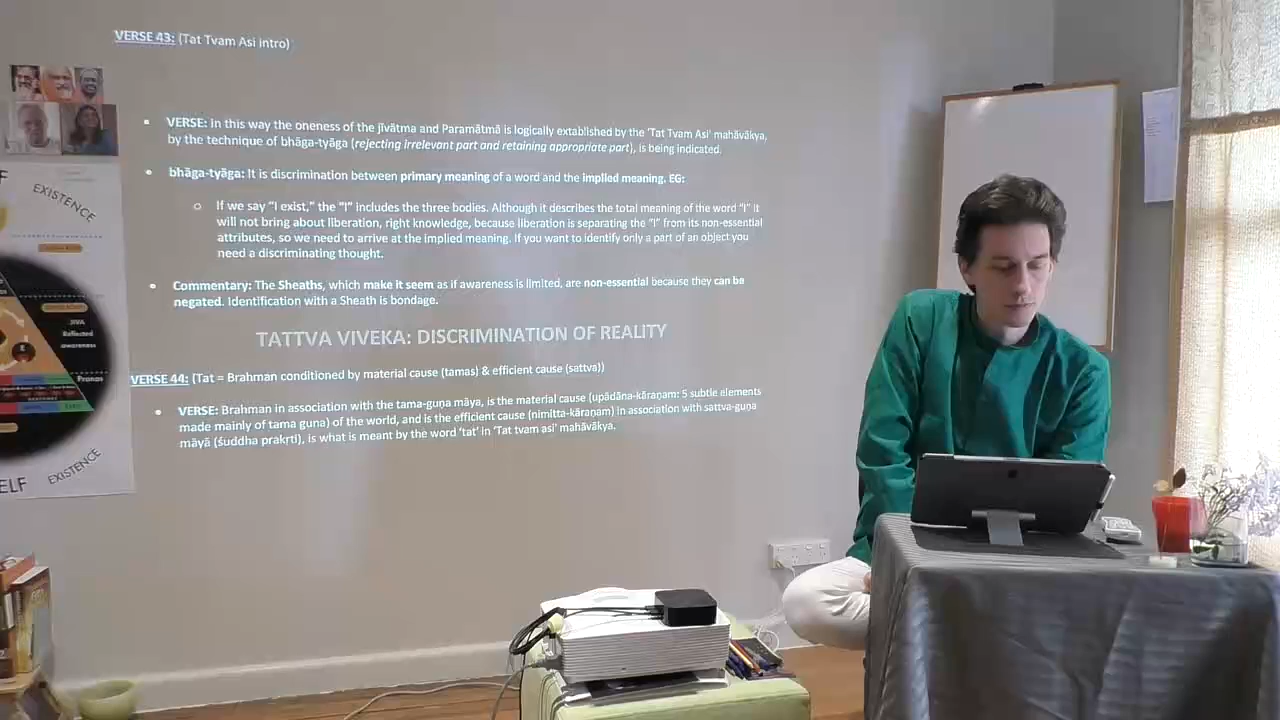 VERSE 43: (Tat Tvam Asi intro)
▪ VERSE: in this way the oneness of the jīvātma and Paramātmā is logically extablished by the 'Tat Tvam Asi' mahāvākya,
by the technique of bhāga-tyāga (rejecting irrelevant part and retaining appropriate part), is being indicated.
• bhāga-tyāga: It is discrimination between primary meaning of a word and the implied meaning. EG:
○ If we say "I exist," the "I" includes the three bodies. Although it describes the total meaning of the word "I" it
will not bring about liberation, right knowledge, because liberation is separating the "I" from its non-essential
attributes, so we need to arrive at the implied meaning. If you want to identify only a part of an object you
need a discriminating thought.
• Commentary: The Sheaths, which make it seem as if awareness is limited, are non-essential because they can be
negated. Identification with a Sheath is bondage.
TATTVA VIVEKA: DISCRIMINATION OF REALITY
VERSE 44: (Tat = Brahman conditioned by material cause (tamas) & efficient cause (sattva))
• VERSE: Brahman in association with the tama-guṇa māya, is the material cause (upādāna-kāraṇam: 5 subtle elements
made mainly of tama guna) of the world, and is the efficient cause (nimitta-kāraṇam) in association with sattva-guṇa
māyā (śuddha prakṛti), is what is meant by the word 'tat' in 'Tat tvam asi' mahāvākya.
EXISTENCE
JIVA
Reflected
awareness
Pranas
ELF
EXISTENCE